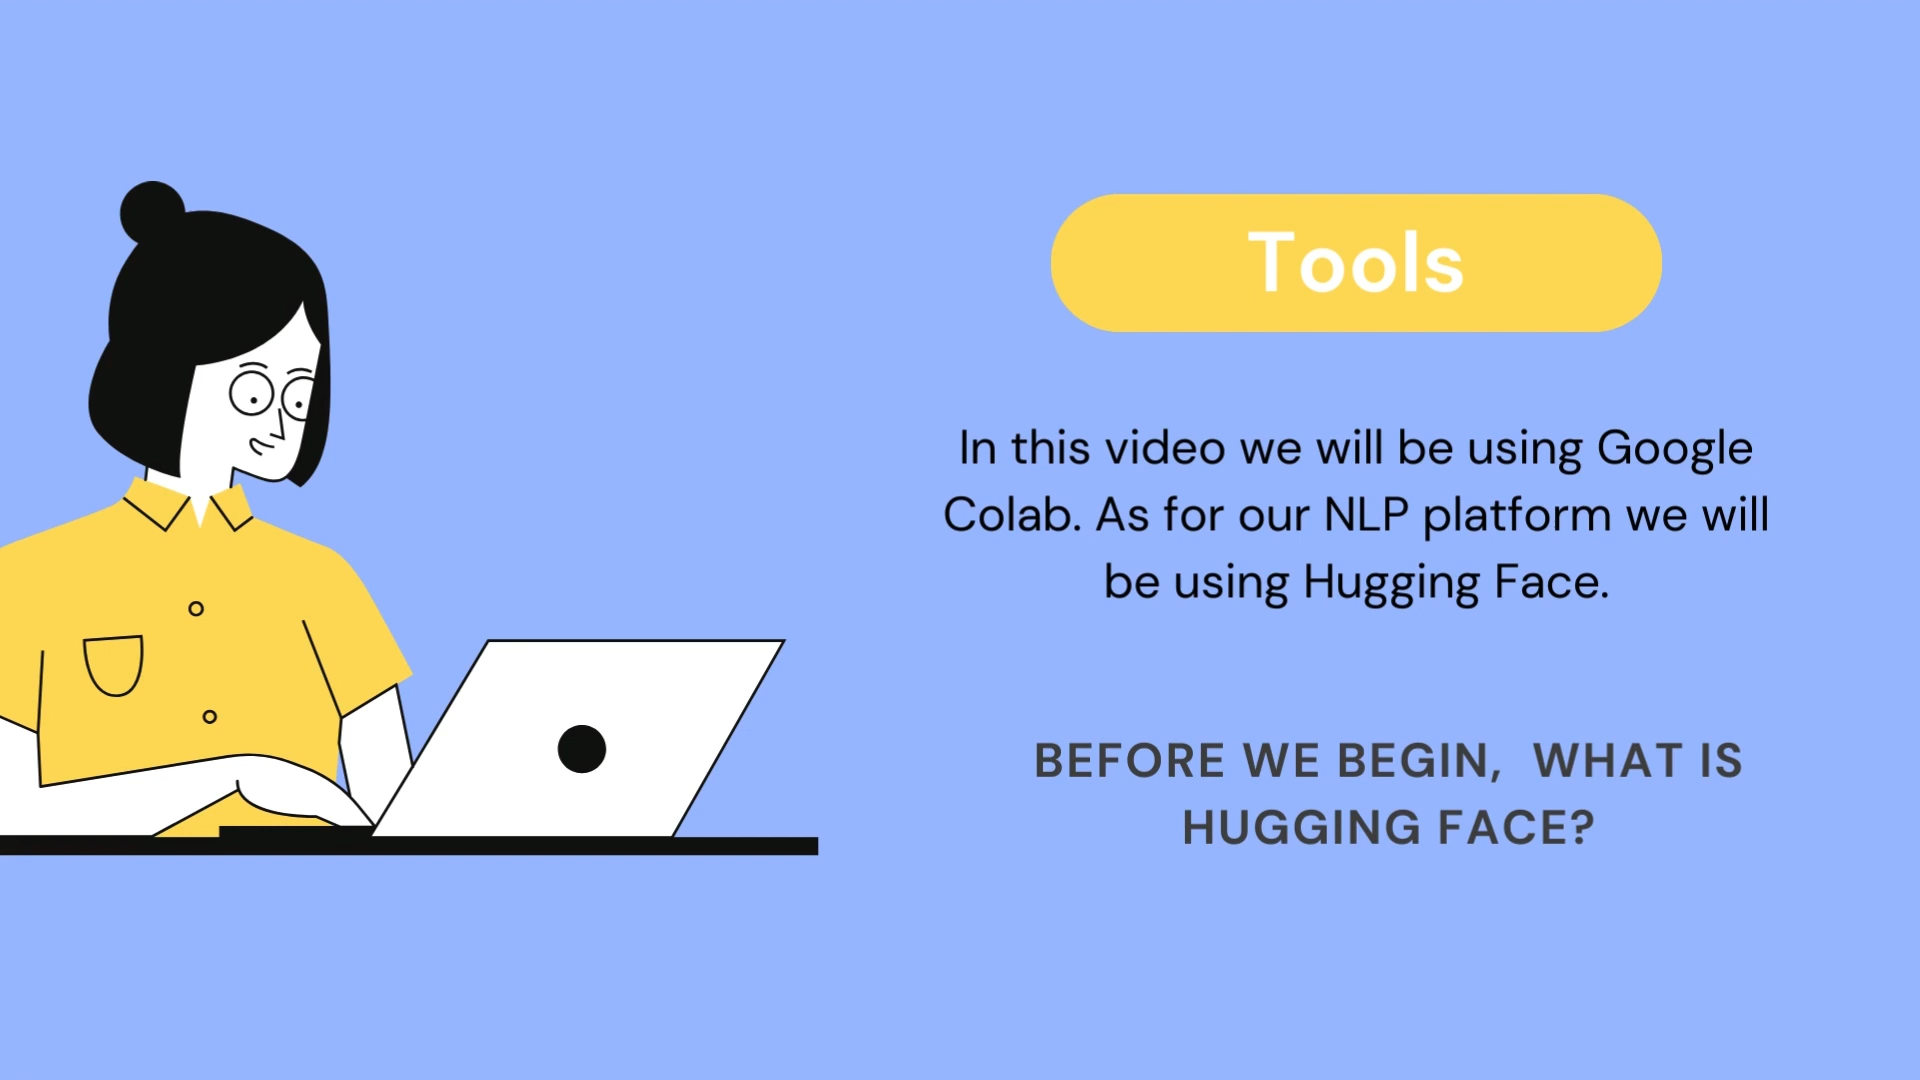 Tools
In this video we will be using Google
Colab. As for our NLP platform we will
be using Hugging Face.
BEFORE WE BEGIN,  WHAT IS
HUGGING FACE?